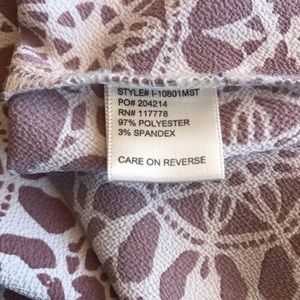 STYLE# I-10801MST
PO# 204214
RN# 117778
97% POLYESTER
3% SPANDEX
CARE ON REVERSE